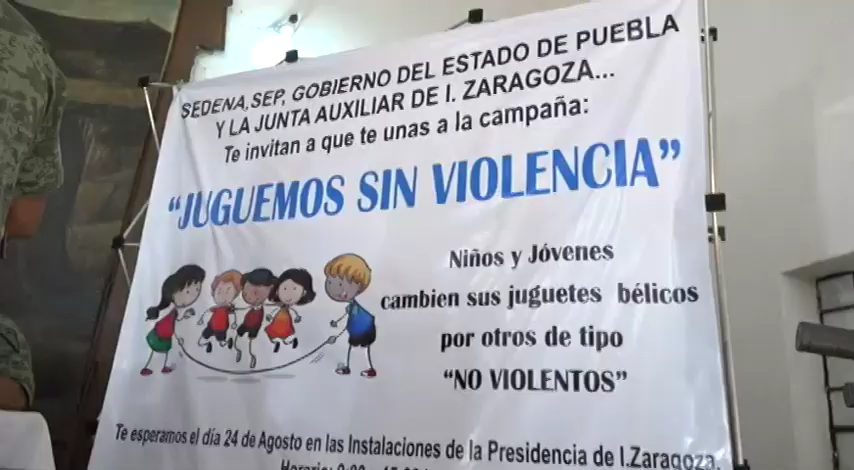 SEDENA, SEP, GOBIERNO DEL ESTADO DE PUEBLA
Y LA JUNTA AUXILIAR DE I. ZARAGOZA...
Te invitan a que te unas a la campaña:
“JUGUEMOS SIN VIOLENCIA”
Niños y Jóvenes
cambien sus juguetes bélicos
por otros de tipo
“NO VIOLENTOS”
Te esperamos el día 24 de Agosto en las Instalaciones de la Presidencia de I.Zaragoza.
Horario: